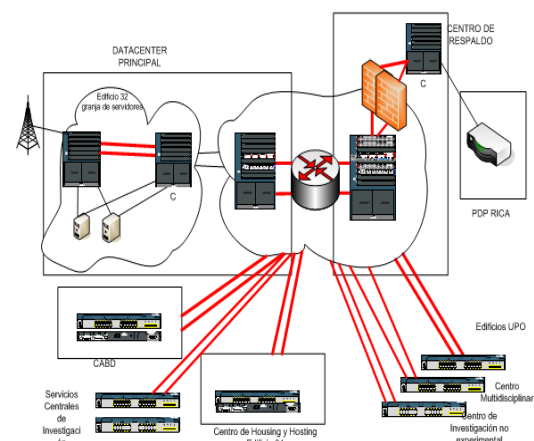 DATACENTER
PRINCIPAL
CENTRO DE
RESPALDO
Edificio 32
granja de servidores
C
C
PDP RICA
CABD
Edificios UPO
Centro
Multidisciplinar
Servicios
Centrales
de
Investigaci
ón
Centro de Housing y Hosting
Centro de
Investigación no
experimental